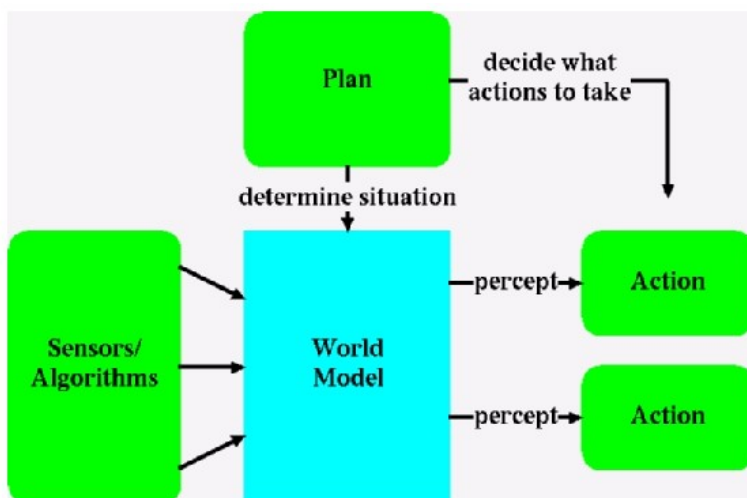 Plan
decide what
actions to take
determine situation
Sensors/
Algorithms
World
Model
percept
Action
percept
Action